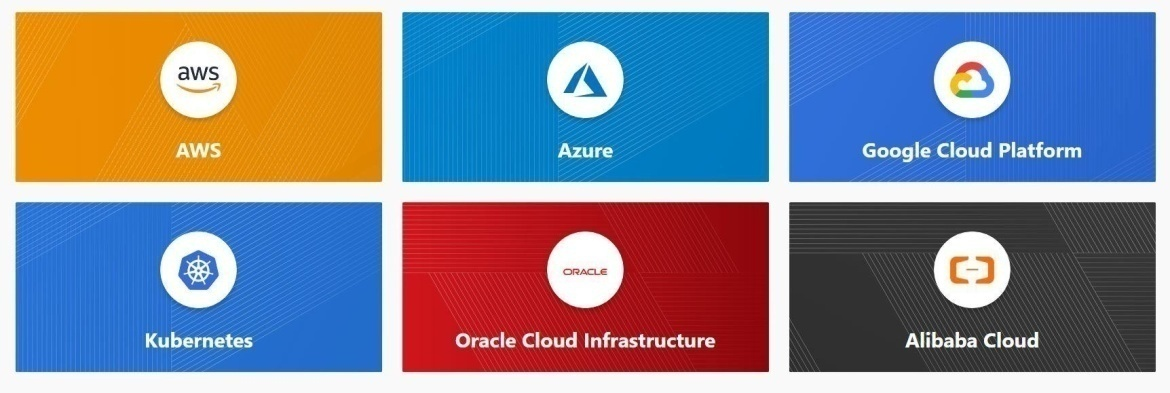 aws
AWS
Azure
Google Cloud Platform
Kubernetes
ORACLE
Oracle Cloud Infrastructure
Alibaba Cloud